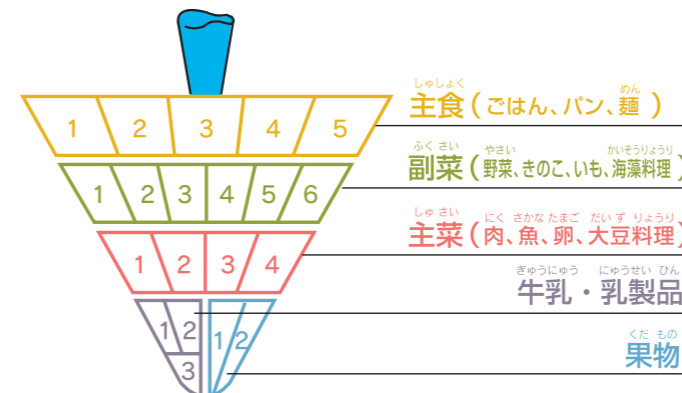 しゅしょく めん
主食(ごはん、パン、麺 )
1 2 3 4 5
ふく さい やさい かいそうりょうり
副菜(野菜、きのこ、いも、海藻料理)
1 2 3 4 5 6
しゅ さい にく さかな たまご だい ず りょうり
主菜(肉、魚、卵、大豆料理)
1 2 3 4
ぎゅうにゅう にゅうせい ひん
牛乳・乳製品
1 2
3
くだ もの
果物
1 2